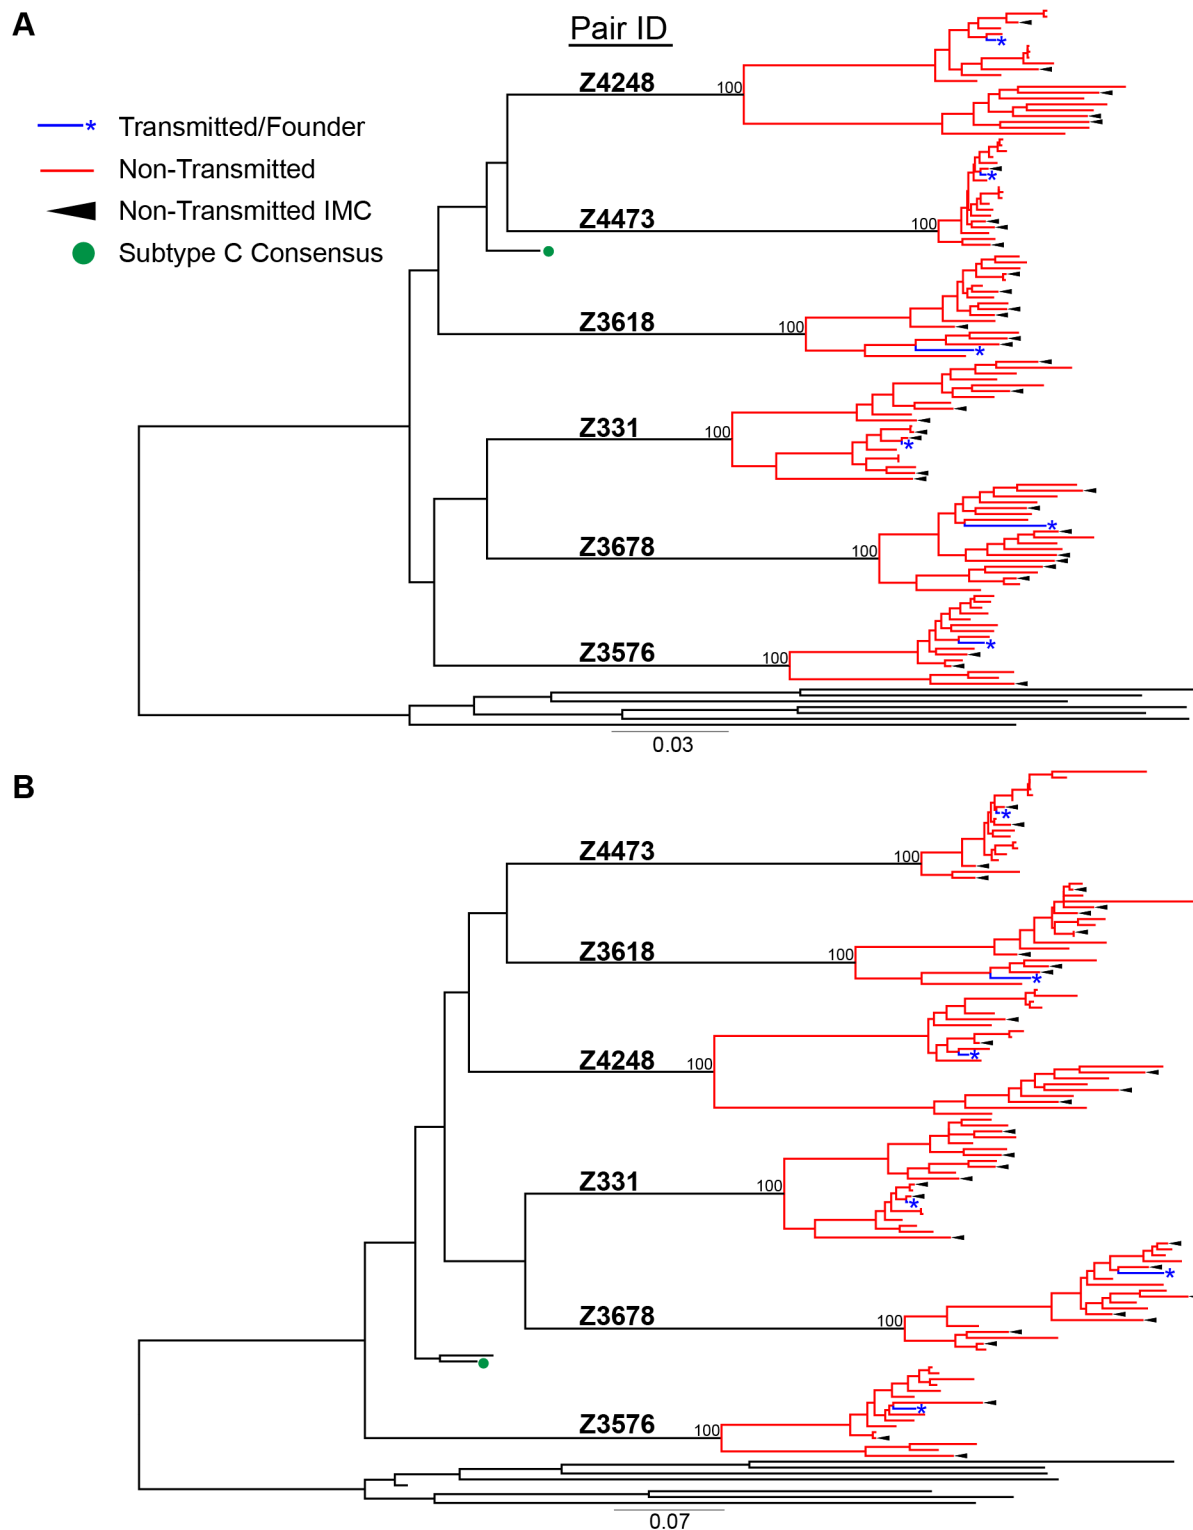 A
Pair ID
Transmitted/Founder
Non-Transmitted
Non-Transmitted IMC
Subtype C Consensus
Z4248
100
*
Z4473
100
*
Z3618
100
*
Z331
100
*
Z3678
100
*
Z3576
100
*
0.03
B
Z4473
100
*
Z3618
100
*
Z4248
100
*
Z331
100
*
Z3678
100
*
Z3576
100
*
0.07